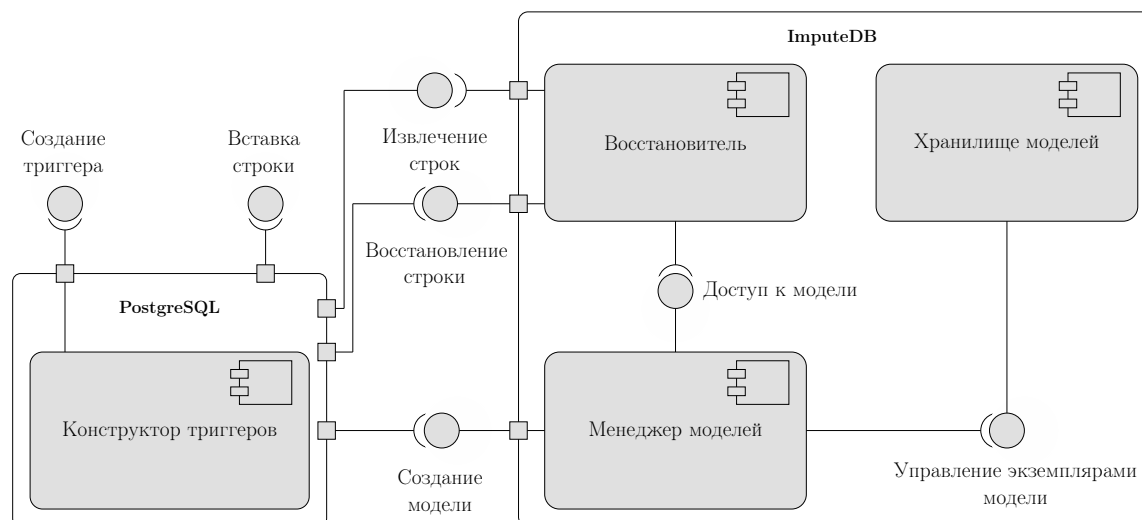 ImputeDB
Создание
триггера
Вставка
строки
Извлечение
строк
Восстановитель
Хранилище моделей
Восстановление
строки
Доступ к модели
PostgreSQL
Конструктор триггеров
Менеджер моделей
Создание
модели
Управление экземплярами
модели